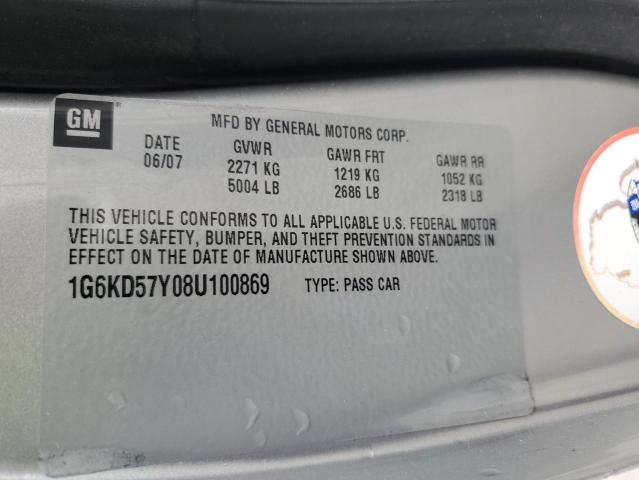 GM
MFD BY GENERAL MOTORS CORP.
DATE GVWR GAWR FRT GAWR RR
06/07 2271 KG 1219 KG 1052 KG
5004 LB 2686 LB 2318 LB
THIS VEHICLE CONFORMS TO ALL APPLICABLE U.S. FEDERAL MOTOR
VEHICLE SAFETY, BUMPER, AND THEFT PREVENTION STANDARDS IN
EFFECT ON THE DATE OF MANUFACTURE SHOWN ABOVE.
1G6KD57Y08U100869 TYPE: PASS CAR